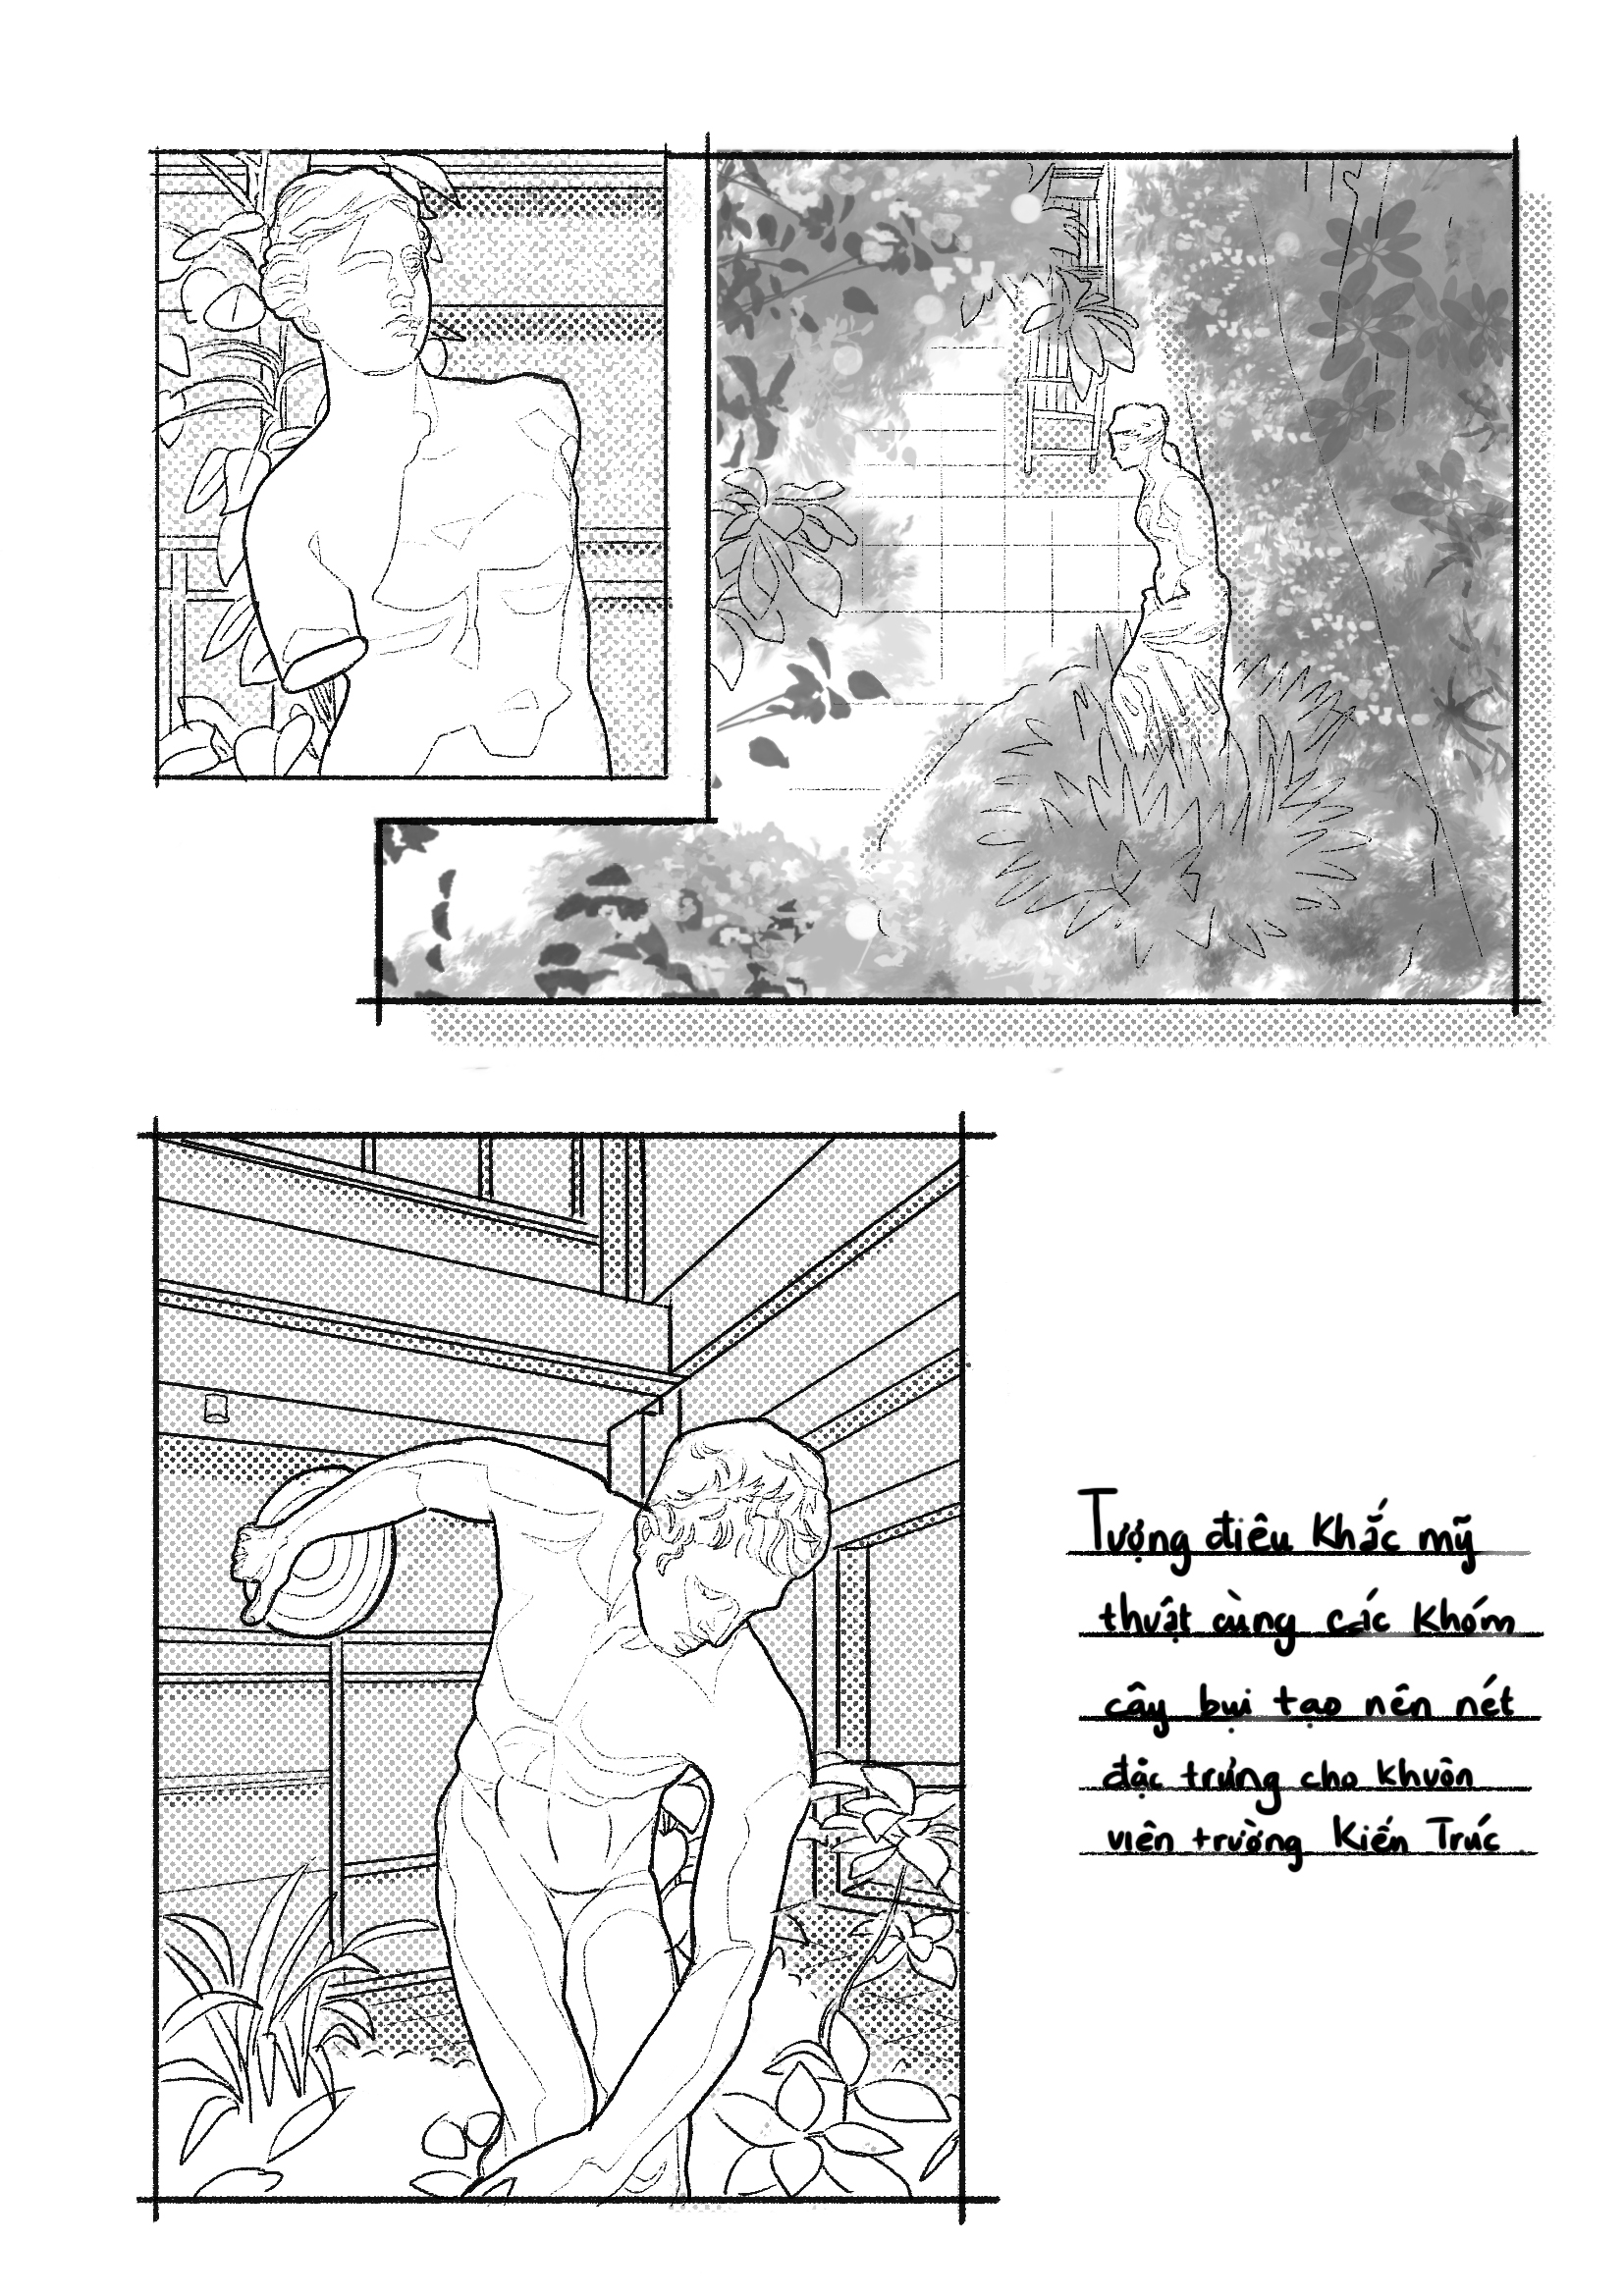 Tượng điêu khắc mỹ
thuật cùng các khóm
cây bụi tạo nên nét
đặc trưng cho khuôn
viên trường Kiến Trúc